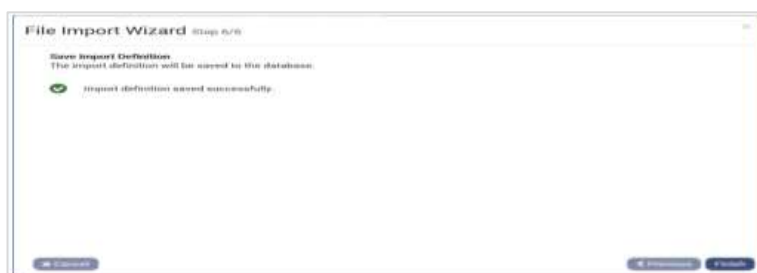 File Import Wizard Step 6/6
Save Import Definition
The import definition will be saved to the database.
Import definition saved successfully.
Cancel
Previous Finish